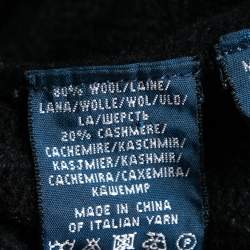 80% WOOL/LAINE/
LANA/WOLLE/WOL/ULD/
LA/ШЕРСТЬ
20% CASHMERE/
CACHEMIRE/KASCHMIR/
KASJMIER/KASHMIR/
CACHEMIRA/CAXEMIRA/
КАШЕМИР
MADE IN CHINA
OF ITALIAN YARN